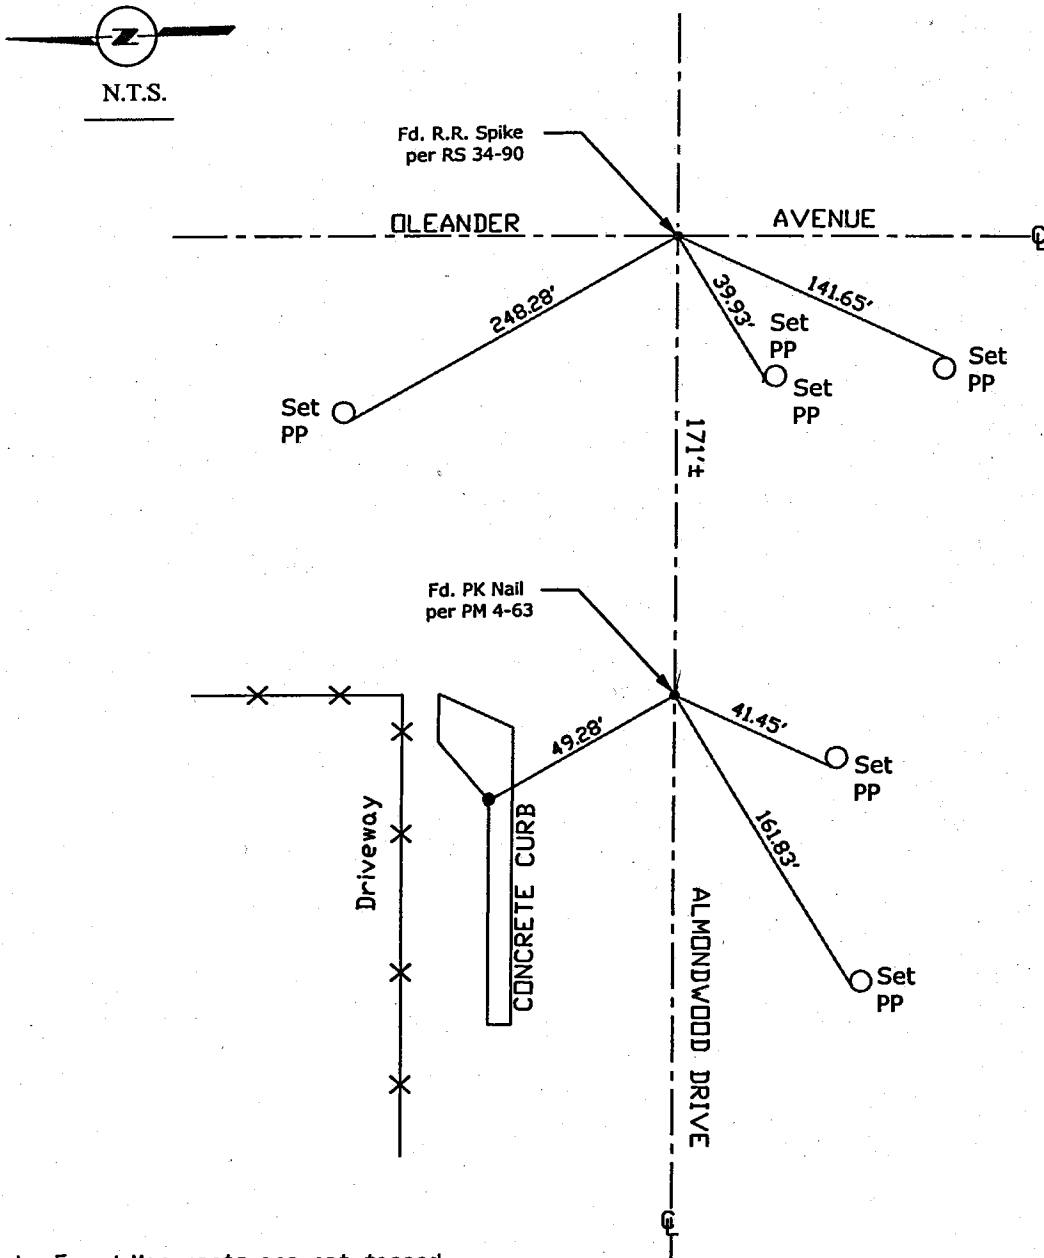 N
N.T.S.
Fd. R.R. Spike
per RS 34-90
OLEANDER AVENUE
CL
248.28'
39.93'
141.65'
Set
PP
Set
PP
Set
PP
Set
PP
171'±
Fd. PK Nail
per PM 4-63
49.28'
41.45'
Set
PP
161.83'
Set
PP
Driveway
CONCRETE CURB
ALMONDWOOD DRIVE
CL